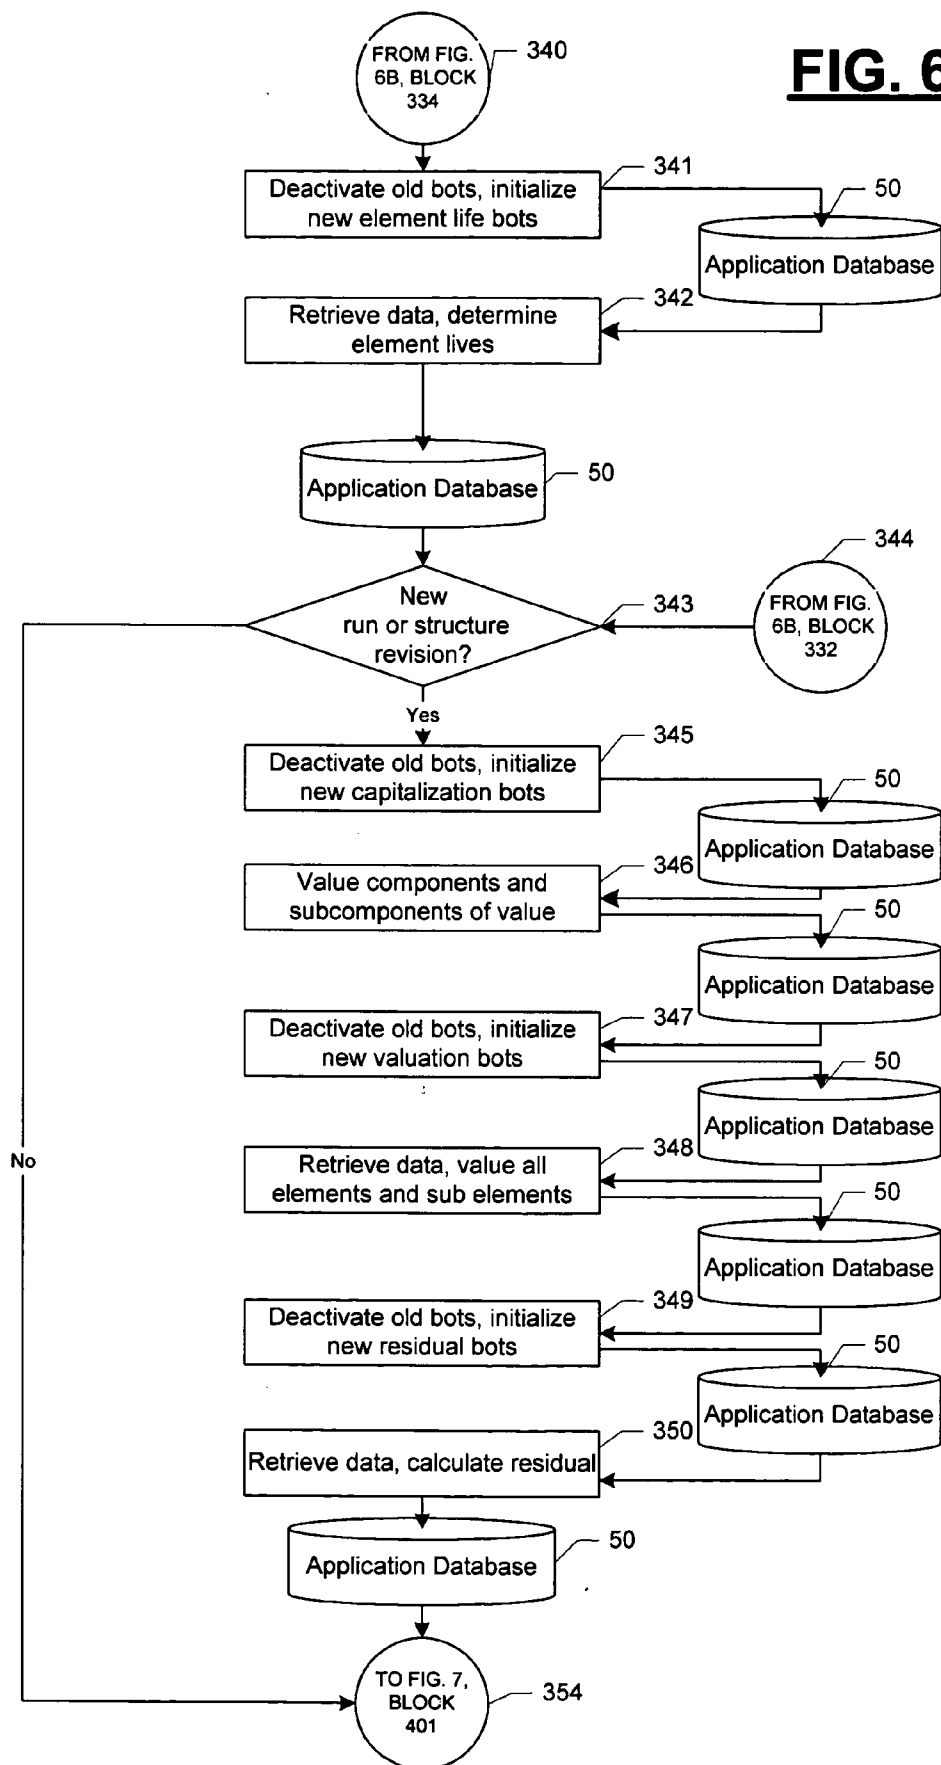 FROM FIG.
6B, BLOCK
334
340
FIG. 6
341
Deactivate old bots, initialize
new element life bots
50
Application Database
342
Retrieve data, determine
element lives
50
Application Database
344
343
New
run or structure
revision?
FROM FIG.
6B, BLOCK
332
Yes
345
Deactivate old bots, initialize
new capitalization bots
50
Application Database
346
Value components and
subcomponents of value
50
Application Database
347
Deactivate old bots, initialize
new valuation bots
50
Application Database
No
348
Retrieve data, value all
elements and sub elements
50
Application Database
349
Deactivate old bots, initialize
new residual bots
50
Application Database
350
Retrieve data, calculate residual
50
Application Database
TO FIG. 7,
BLOCK
401
354